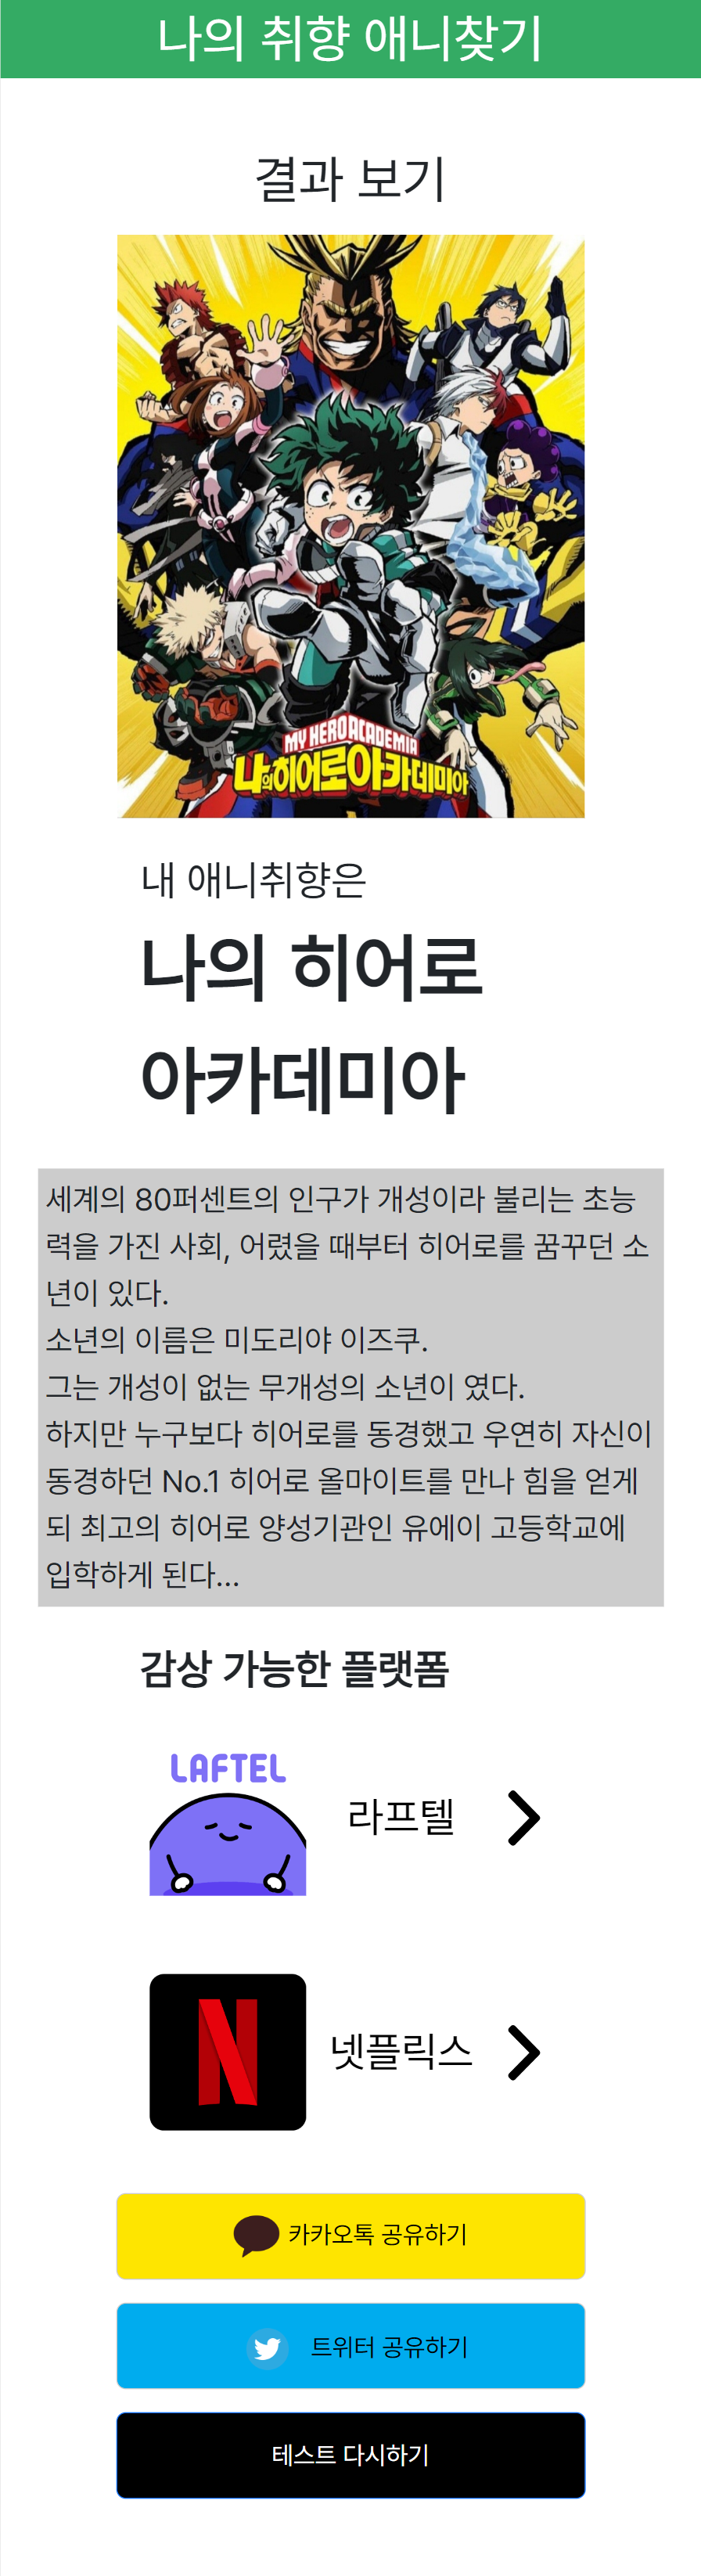 나의 취향 애니찾기
결과 보기
MY HERO ACADEMIA
나의 히어로 아카데미아
내 애니취향은
나의 히어로
아카데미아
세계의 80퍼센트의 인구가 개성이라 불리는 초능
력을 가진 사회, 어렸을 때부터 히어로를 꿈꾸던 소
년이 있다.
소년의 이름은 미도리야 이즈쿠.
그는 개성이 없는 무개성의 소년이 였다.
하지만 누구보다 히어로를 동경했고 우연히 자신이
동경하던 No.1 히어로 올마이트를 만나 힘을 얻게
되 최고의 히어로 양성기관인 유에이 고등학교에
입학하게 된다...
감상 가능한 플랫폼
LAFTEL
라프텔
N
넷플릭스
카카오톡 공유하기
트위터 공유하기
테스트 다시하기